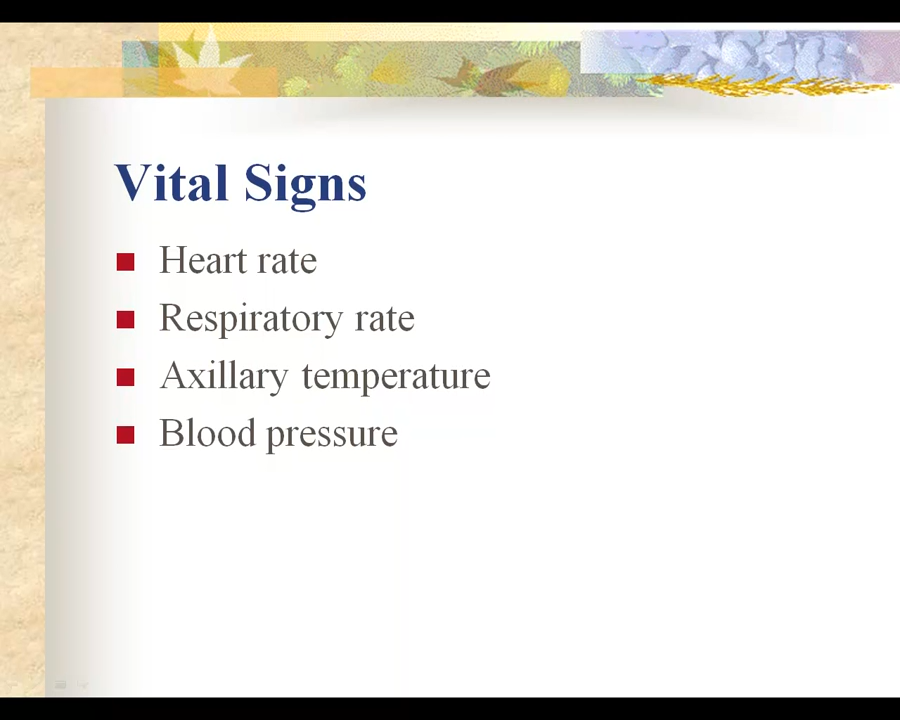 Vital Signs
Heart rate
Respiratory rate
Axillary temperature
Blood pressure